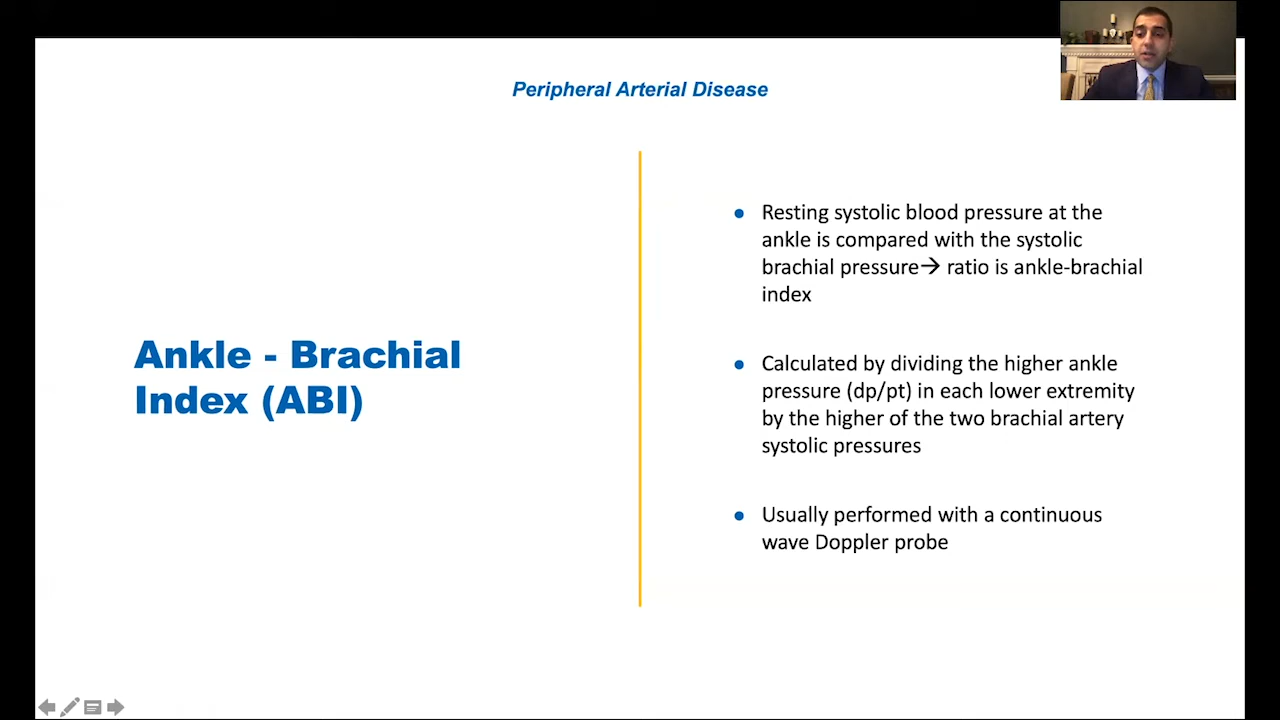 Peripheral Arterial Disease
Ankle - Brachial
Index (ABI)
● Resting systolic blood pressure at the
ankle is compared with the systolic
brachial pressure→ ratio is ankle-brachial
index
● Calculated by dividing the higher ankle
pressure (dp/pt) in each lower extremity
by the higher of the two brachial artery
systolic pressures
● Usually performed with a continuous
wave Doppler probe